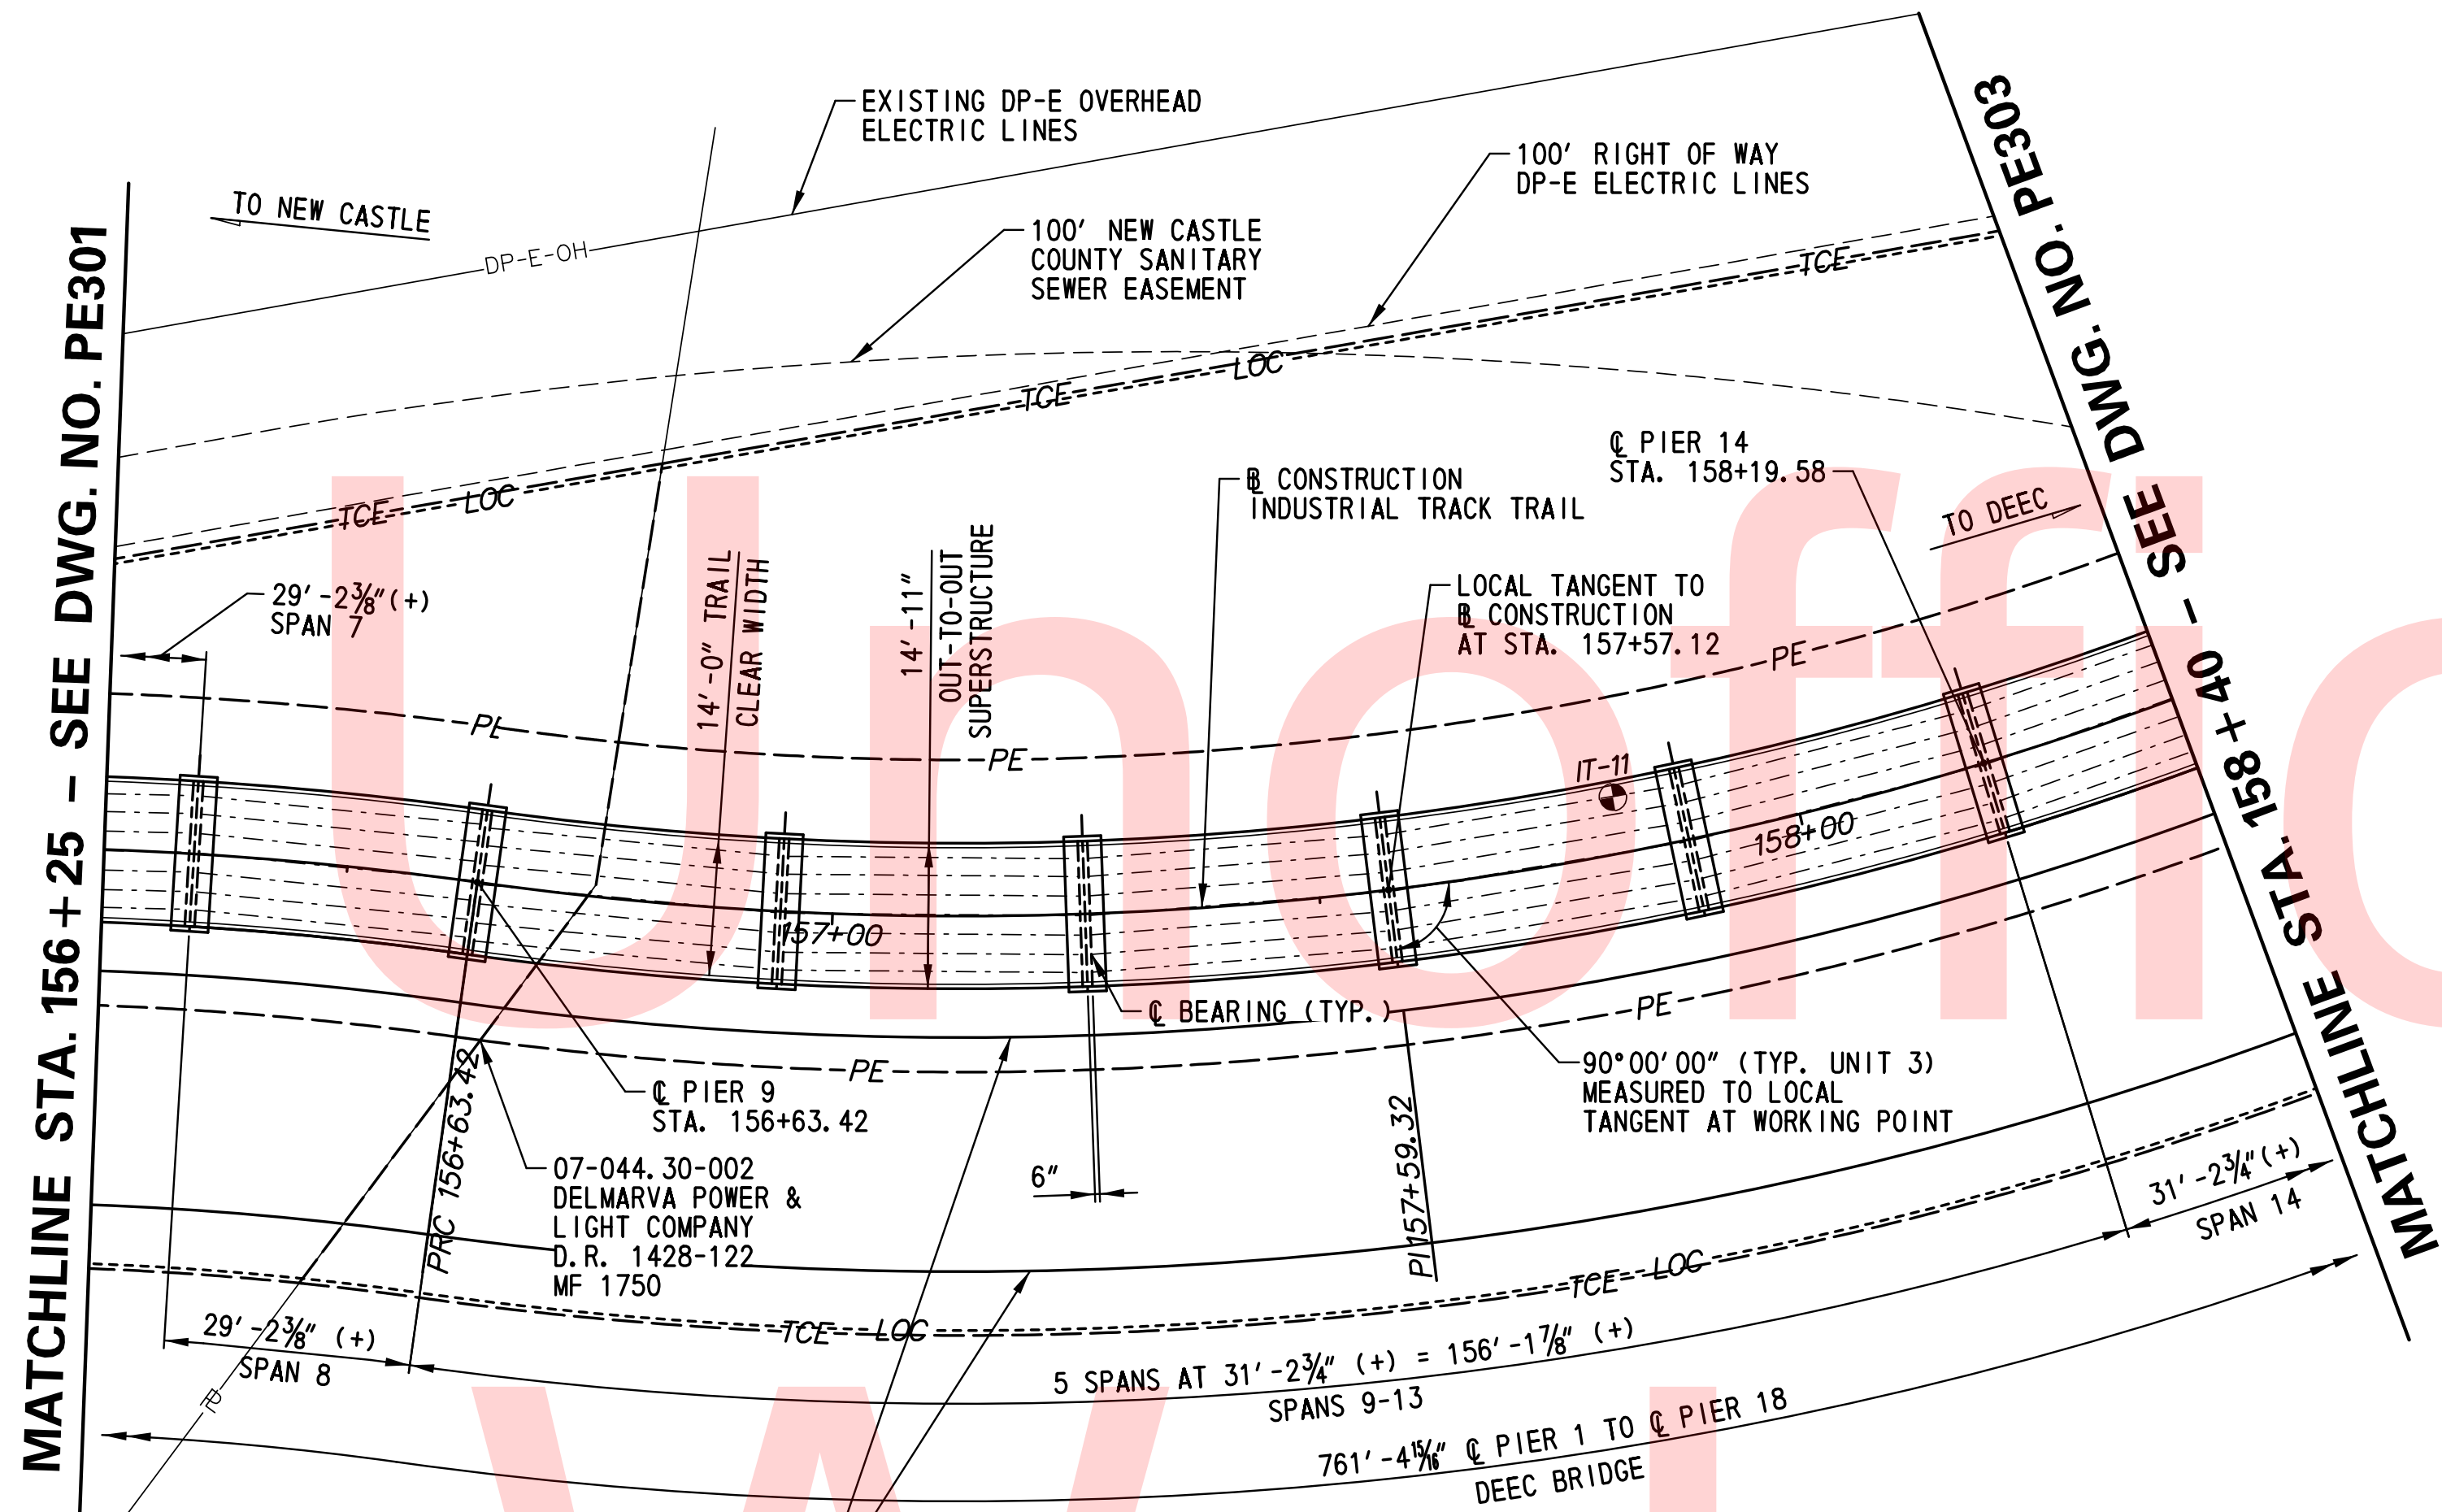 EXISTING DP-E OVERHEAD
ELECTRIC LINES
100' RIGHT OF WAY
DP-E ELECTRIC LINES
TO NEW CASTLE
100' NEW CASTLE
COUNTY SANITARY
SEWER EASEMENT
DP-E-OH
TCE
LOC
TCE
TCE
LOC
MATCHLINE STA. 156+25 - SEE DWG. NO. PE301
MATCHLINE STA. 158+40 - SEE DWG. NO. PE303
℄ PIER 14
STA. 158+19.58
TO DEEC
BL CONSTRUCTION
INDUSTRIAL TRACK TRAIL
LOCAL TANGENT TO
BL CONSTRUCTION
AT STA. 157+57.12
29'-2⅜" (+)
SPAN 7
14'-0" TRAIL
CLEAR WIDTH
14'-11"
OUT-TO-OUT
SUPERSTRUCTURE
PE
PE
PE
IT-11
158+00
157+00
℄ BEARING (TYP.)
PE
PE
90°00'00" (TYP. UNIT 3)
MEASURED TO LOCAL
TANGENT AT WORKING POINT
℄ PIER 9
STA. 156+63.42
PRC 156+63.42
07-044.30-002
DELMARVA POWER &
LIGHT COMPANY
D.R. 1428-122
MF 1750
6"
PI 157+59.32
31'-2¾" (+)
SPAN 14
TCE
LOC
TCE
LOC
29'-2⅜" (+)
SPAN 8
5 SPANS AT 31'-2¾" (+) = 156'-1⅞" (+)
SPANS 9-13
761'-4 15/16" ℄ PIER 1 TO ℄ PIER 18
DEEC BRIDGE
Unoffic